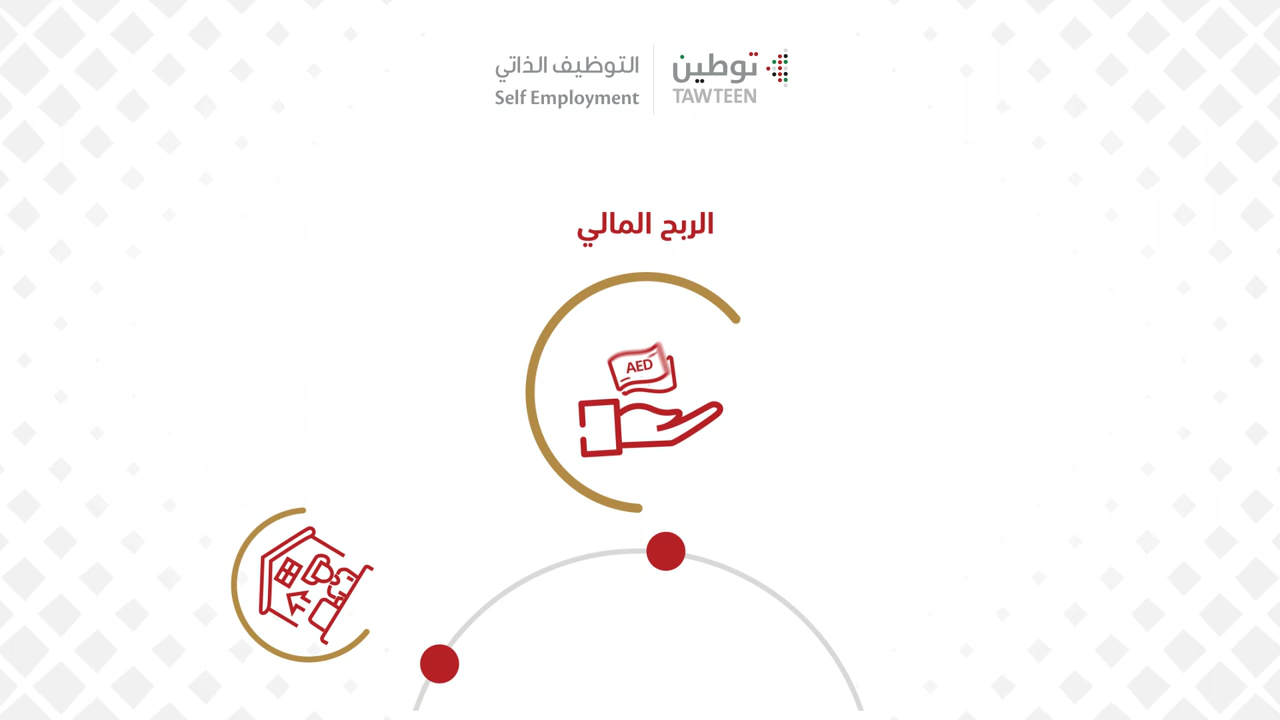 توطين
TAWTEEN
التوظيف الذاتي
Self Employment
الربح المالي
AED